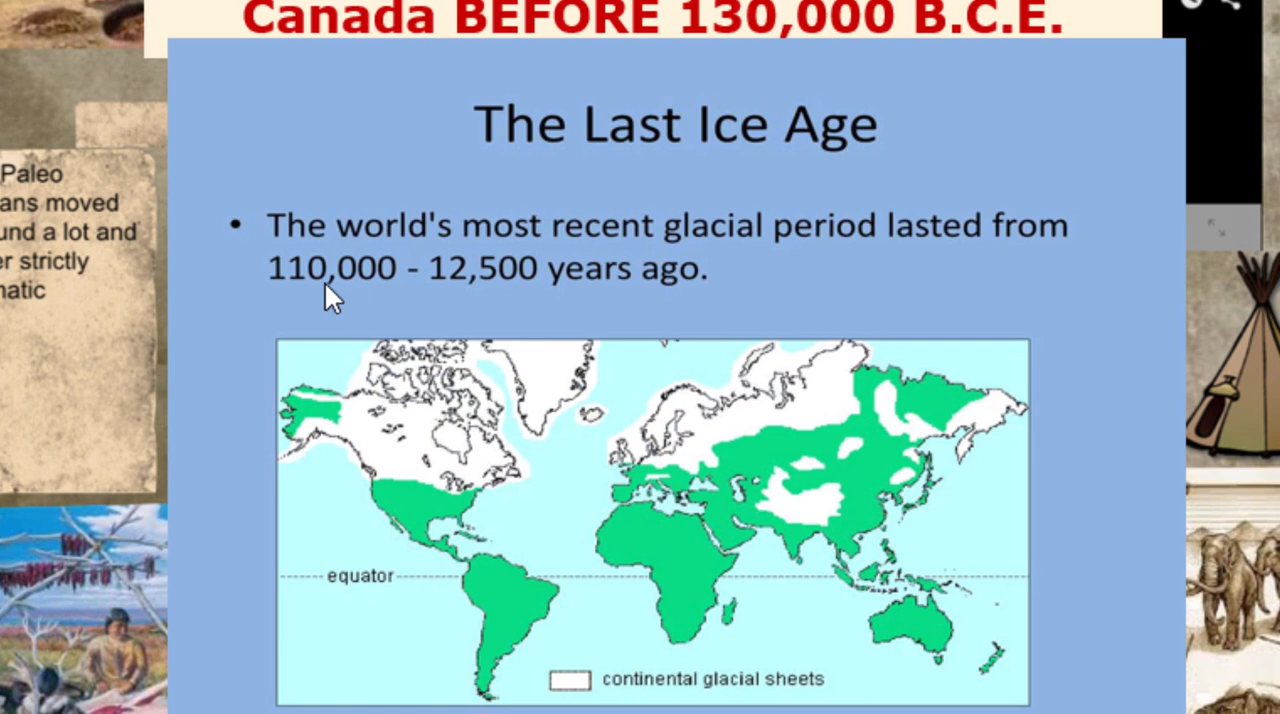 Canada BEFORE 130,000 B.C.E.
The Last Ice Age
• The world's most recent glacial period lasted from
110,000 - 12,500 years ago.
equator
continental glacial sheets
Paleo
ans moved
und a lot and
er strictly
matic